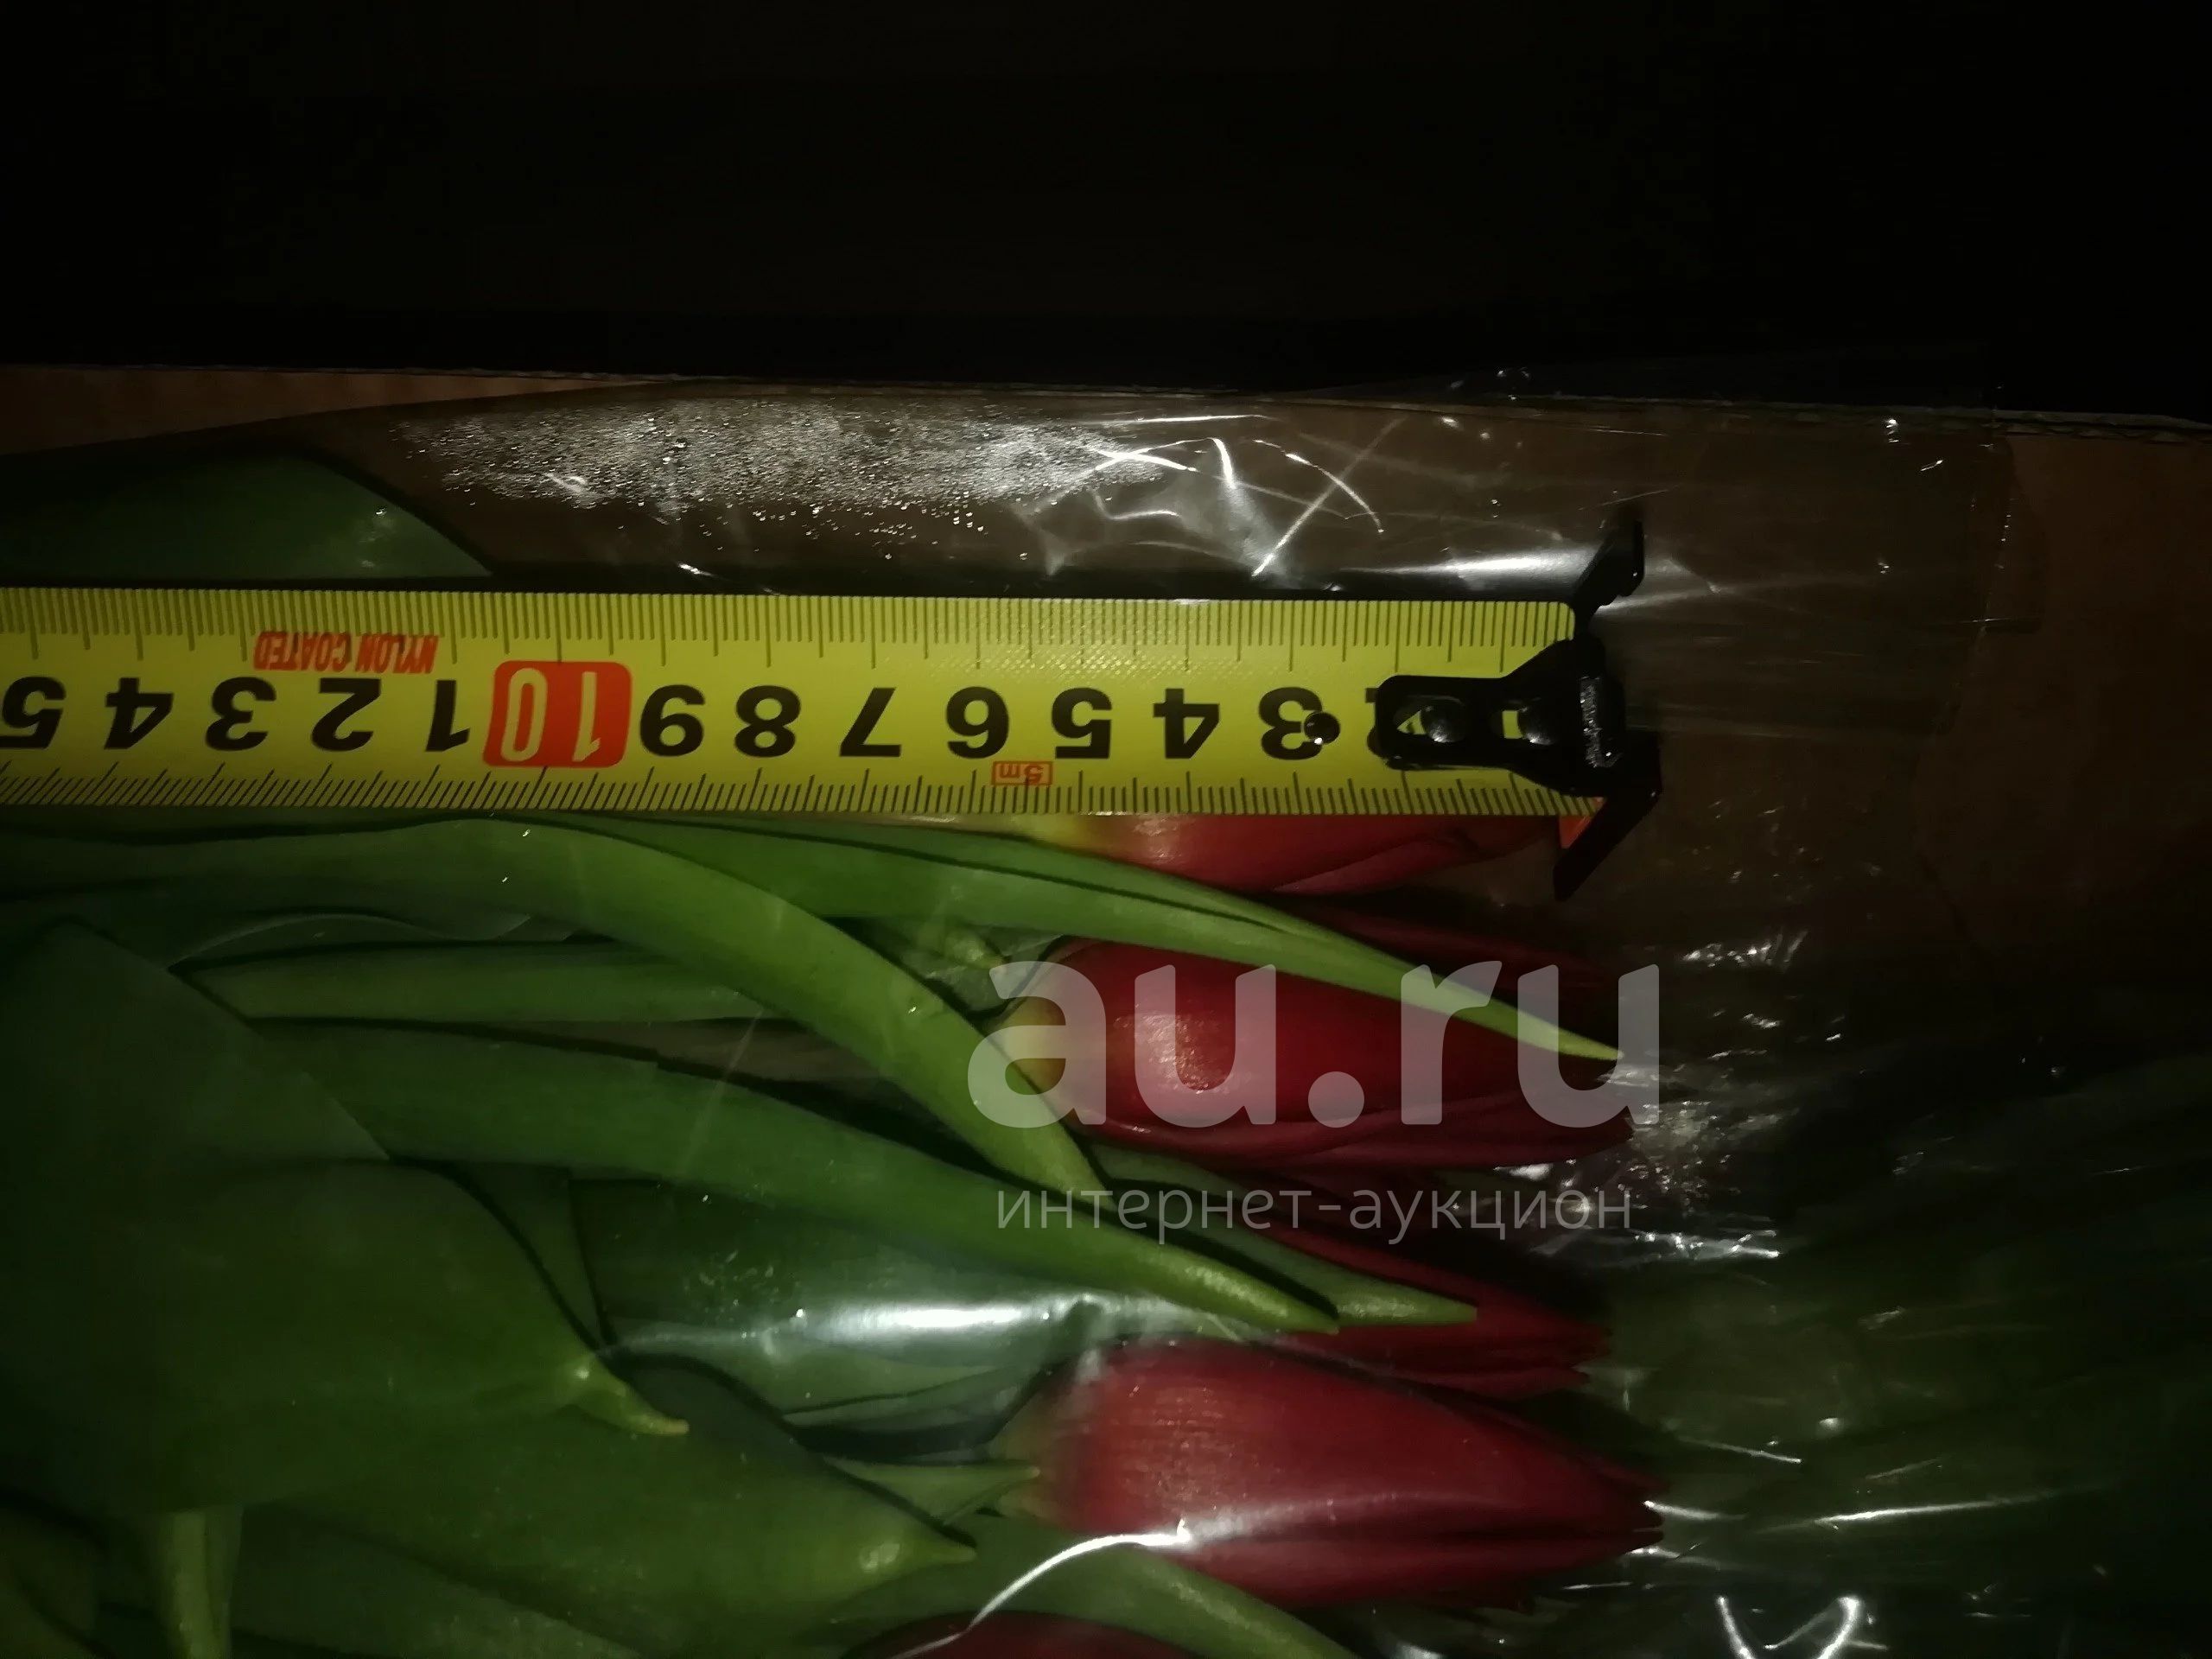 NYLON COATED
5 4 3 2 1 10 9 8 7 6 5 4 3
5m
au.ru
интернет-аукцион